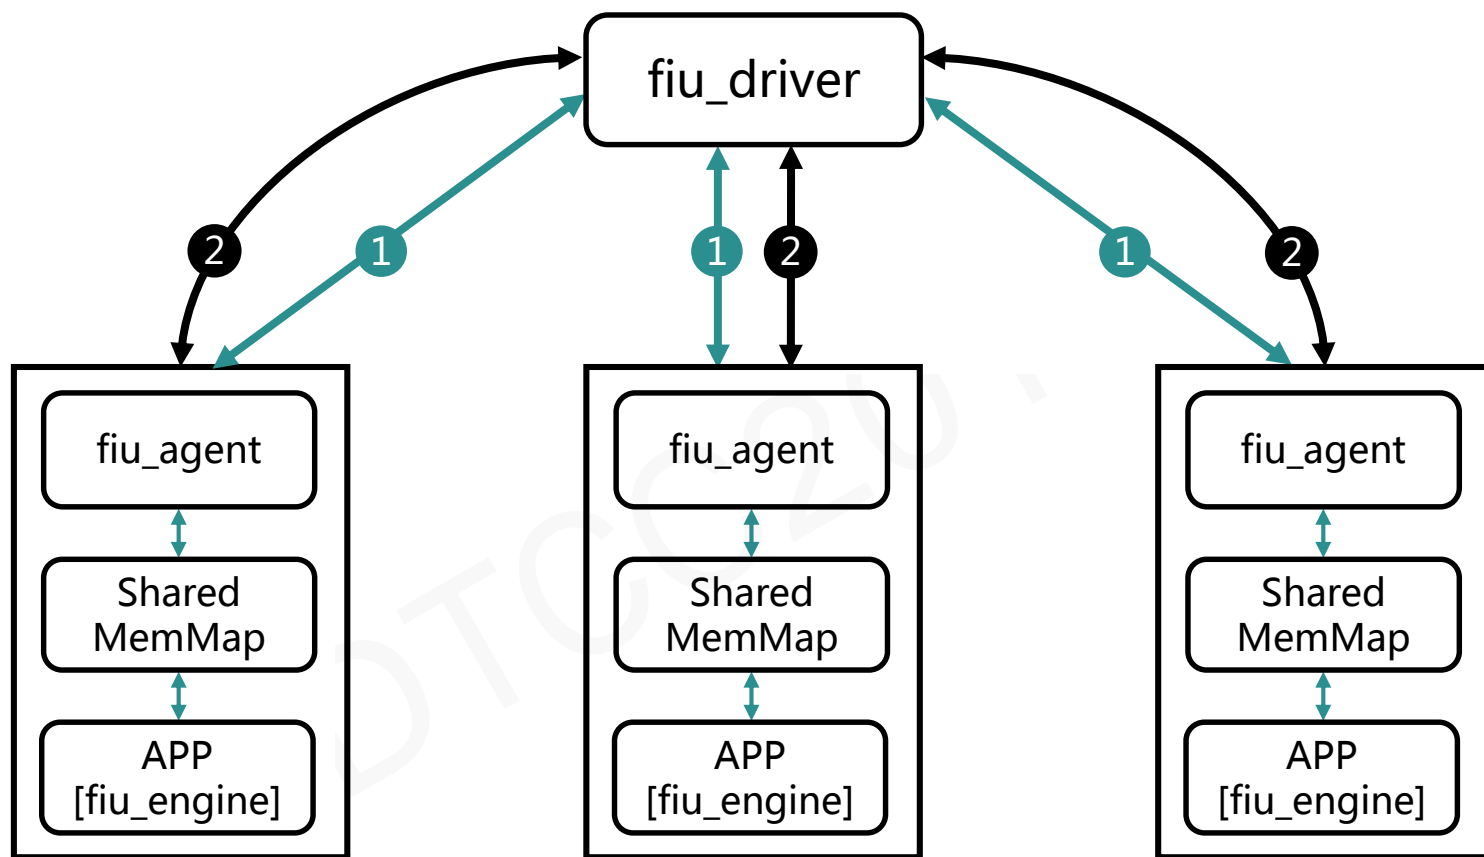 fiu_driver
2
1
1
2
1
2
fiu_agent
fiu_agent
fiu_agent
Shared
MemMap
Shared
MemMap
Shared
MemMap
APP
[fiu_engine]
APP
[fiu_engine]
APP
[fiu_engine]